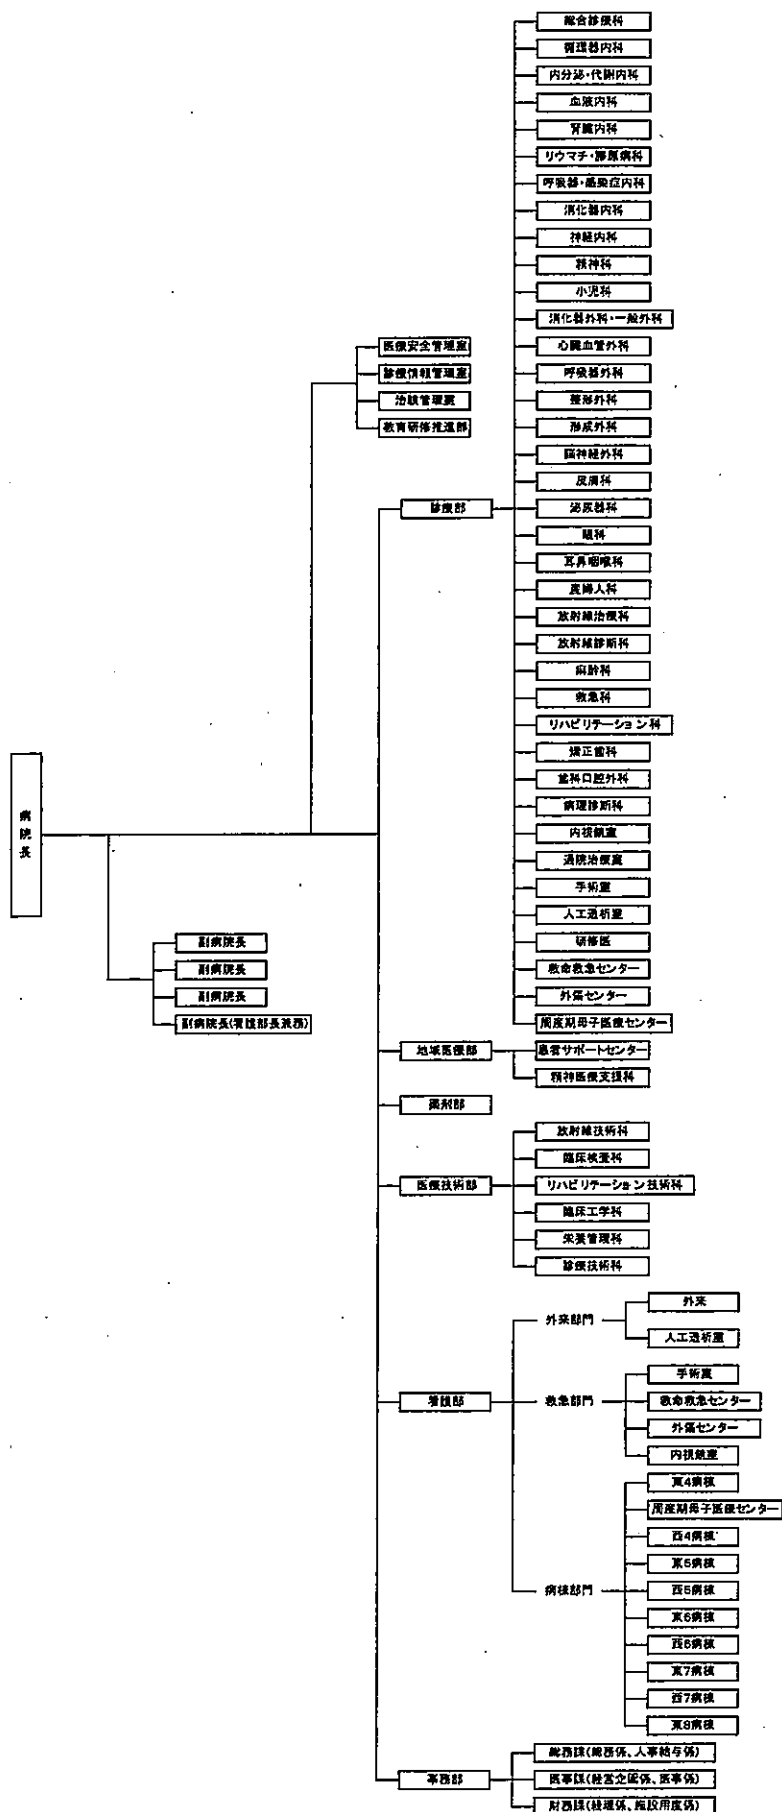 病院長
副病院長
副病院長
副病院長
副病院長(看護部長兼務)
医療安全管理室
診療情報管理室
治験管理室
教育研修推進部
診療部
総合診療科
循環器内科
内分泌・代謝内科
血液内科
腎臓内科
リウマチ・膠原病科
呼吸器・感染症内科
消化器内科
神経内科
精神科
小児科
消化器外科・一般外科
心臓血管外科
呼吸器外科
整形外科
形成外科
脳神経外科
皮膚科
泌尿器科
眼科
耳鼻咽喉科
産婦人科
放射線治療科
放射線診断科
麻酔科
救急科
リハビリテーション科
矯正歯科
歯科口腔外科
病理診断科
内視鏡室
通院治療室
手術室
人工透析室
研修医
救命救急センター
外傷センター
周産期母子医療センター
地域医療部
患者サポートセンター
精神医療支援科
薬剤部
医療技術部
放射線技術科
臨床検査科
リハビリテーション技術科
臨床工学科
栄養管理科
診療技術科
看護部
外来部門
外来
人工透析室
救急部門
手術室
救命救急センター
外傷センター
内視鏡室
病棟部門
東4病棟
周産期母子医療センター
西4病棟
東5病棟
西5病棟
東6病棟
西6病棟
東7病棟
西7病棟
東8病棟
事務部
総務課(総務係、人事給与係)
医事課(経営企画係、医事係)
財務課(経理係、施設用度係)